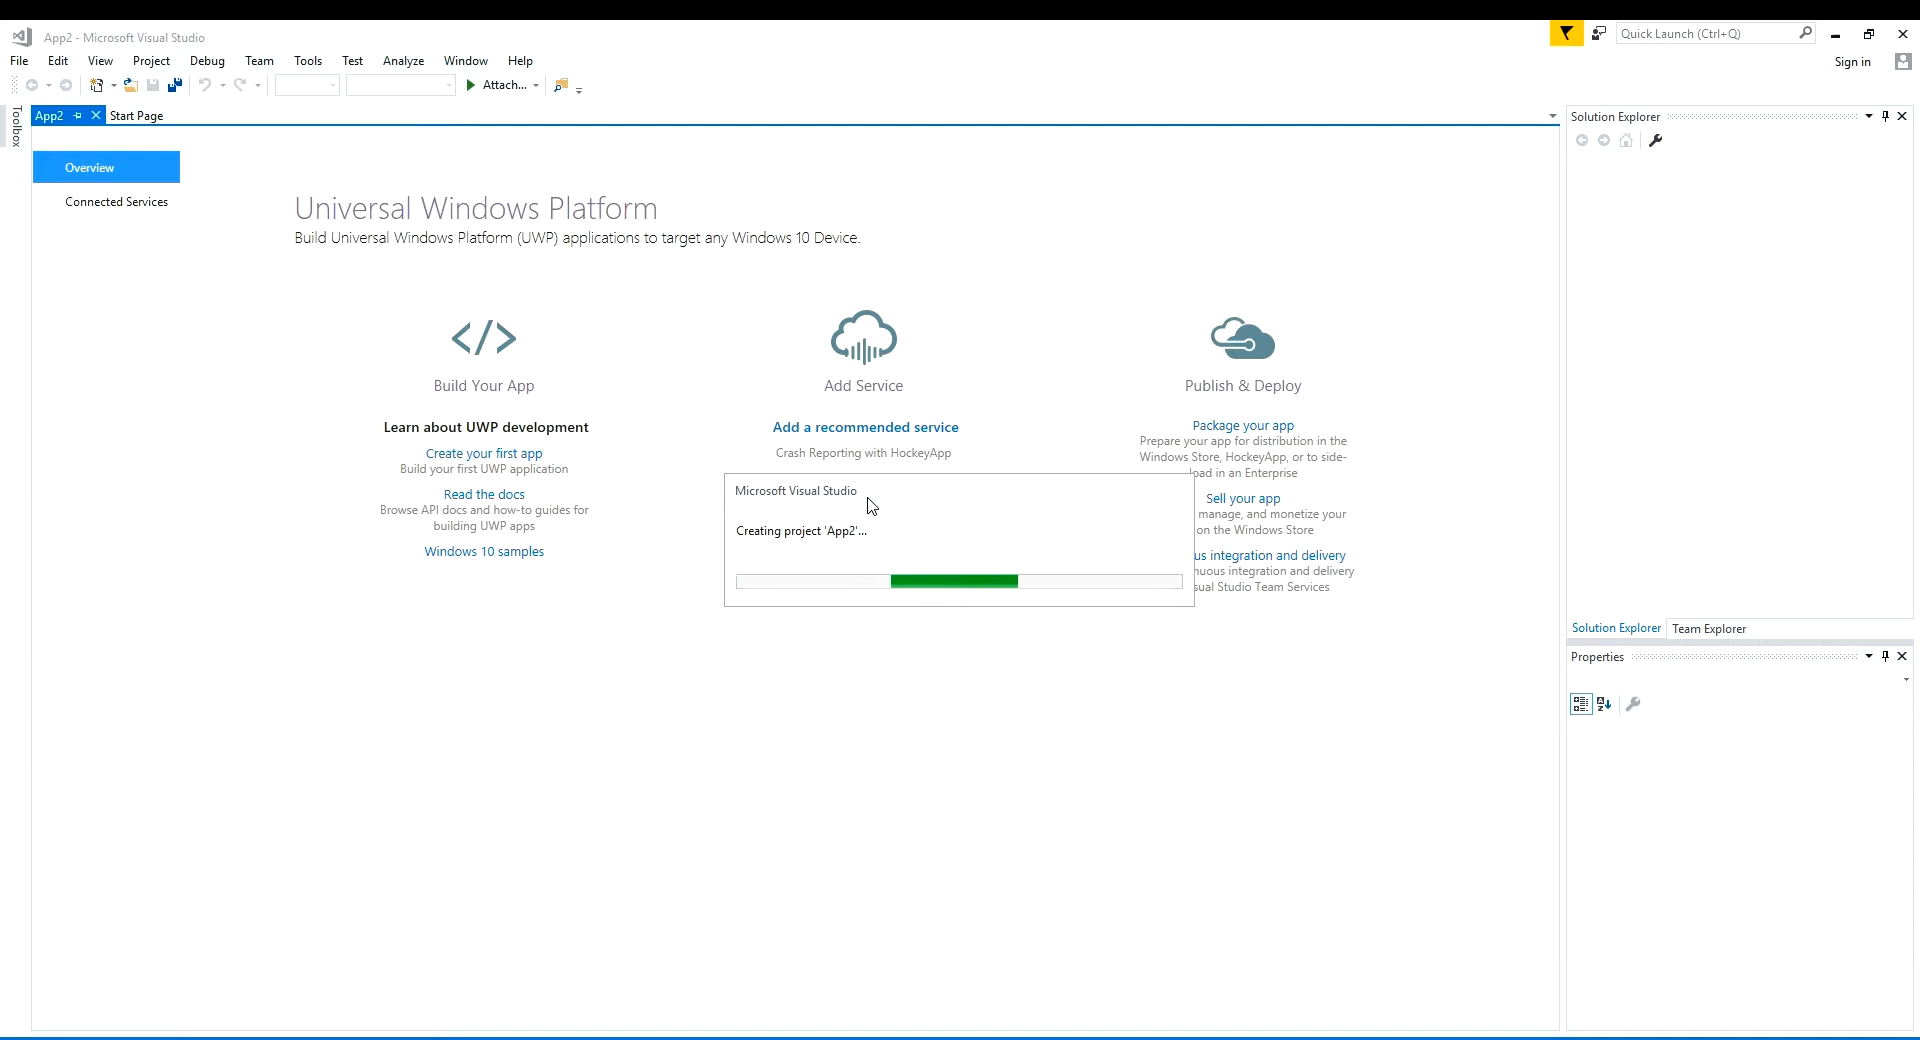 App2 - Microsoft Visual Studio
Quick Launch (Ctrl+Q)
File Edit View Project Debug Team Tools Test Analyze Window Help
Sign in
Attach...
Toolbox
App2
Start Page
Solution Explorer
Overview
Connected Services
Universal Windows Platform
Build Universal Windows Platform (UWP) applications to target any Windows 10 Device.
Build Your App
Learn about UWP development
Create your first app
Build your first UWP application
Read the docs
Browse API docs and how-to guides for
building UWP apps
Windows 10 samples
Add Service
Add a recommended service
Crash Reporting with HockeyApp
Publish & Deploy
Package your app
Prepare your app for distribution in the
Windows Store, HockeyApp, or to side-
oad in an Enterprise
Sell your app
manage, and monetize your
on the Windows Store
us integration and delivery
nuous integration and delivery
sual Studio Team Services
Microsoft Visual Studio
Creating project 'App2'...
Solution Explorer
Team Explorer
Properties